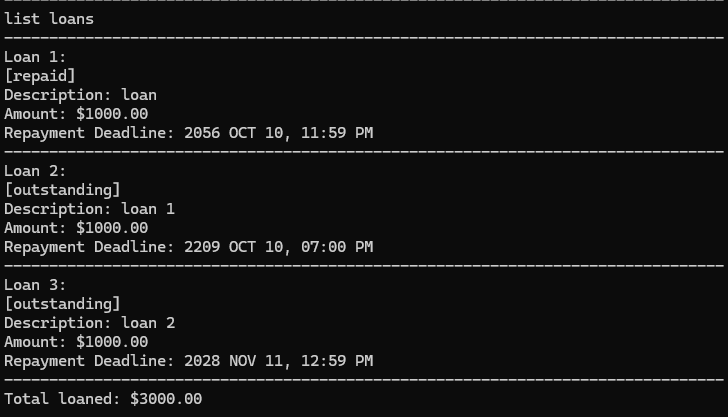 list loans
Loan 1:
[repaid]
Description: loan
Amount: $1000.00
Repayment Deadline: 2056 OCT 10, 11:59 PM
Loan 2:
[outstanding]
Description: loan 1
Amount: $1000.00
Repayment Deadline: 2209 OCT 10, 07:00 PM
Loan 3:
[outstanding]
Description: loan 2
Amount: $1000.00
Repayment Deadline: 2028 NOV 11, 12:59 PM
Total loaned: $3000.00